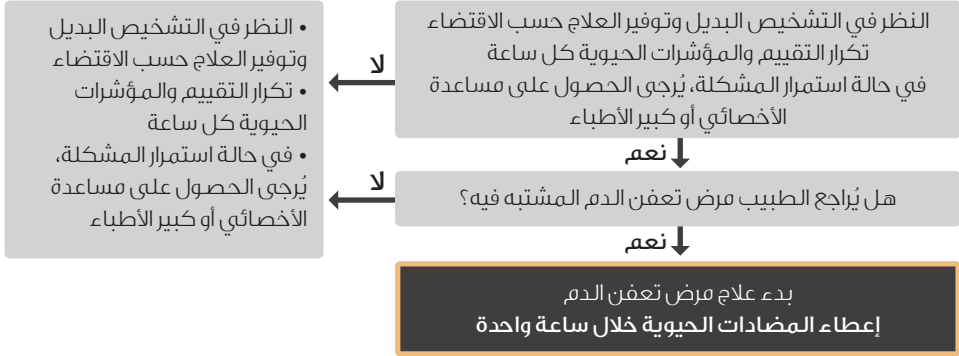 النظر في التشخيص البديل وتوفير العلاج حسب الاقتضاء
تكرار التقييم والمؤشرات الحيوية كل ساعة
في حالة استمرار المشكلة، يُرجى الحصول على مساعدة
الأخصائي أو كبير الأطباء
لا
• النظر في التشخيص البديل
وتوفير العلاج حسب الاقتضاء
• تكرار التقييم والمؤشرات
الحيوية كل ساعة
• في حالة استمرار المشكلة،
يُرجى الحصول على مساعدة
الأخصائي أو كبير الأطباء
نعم
هل يُراجع الطبيب مرض تعفن الدم المشتبه فيه؟
لا
نعم
بدء علاج مرض تعفن الدم
إعطاء المضادات الحيوية خلال ساعة واحدة